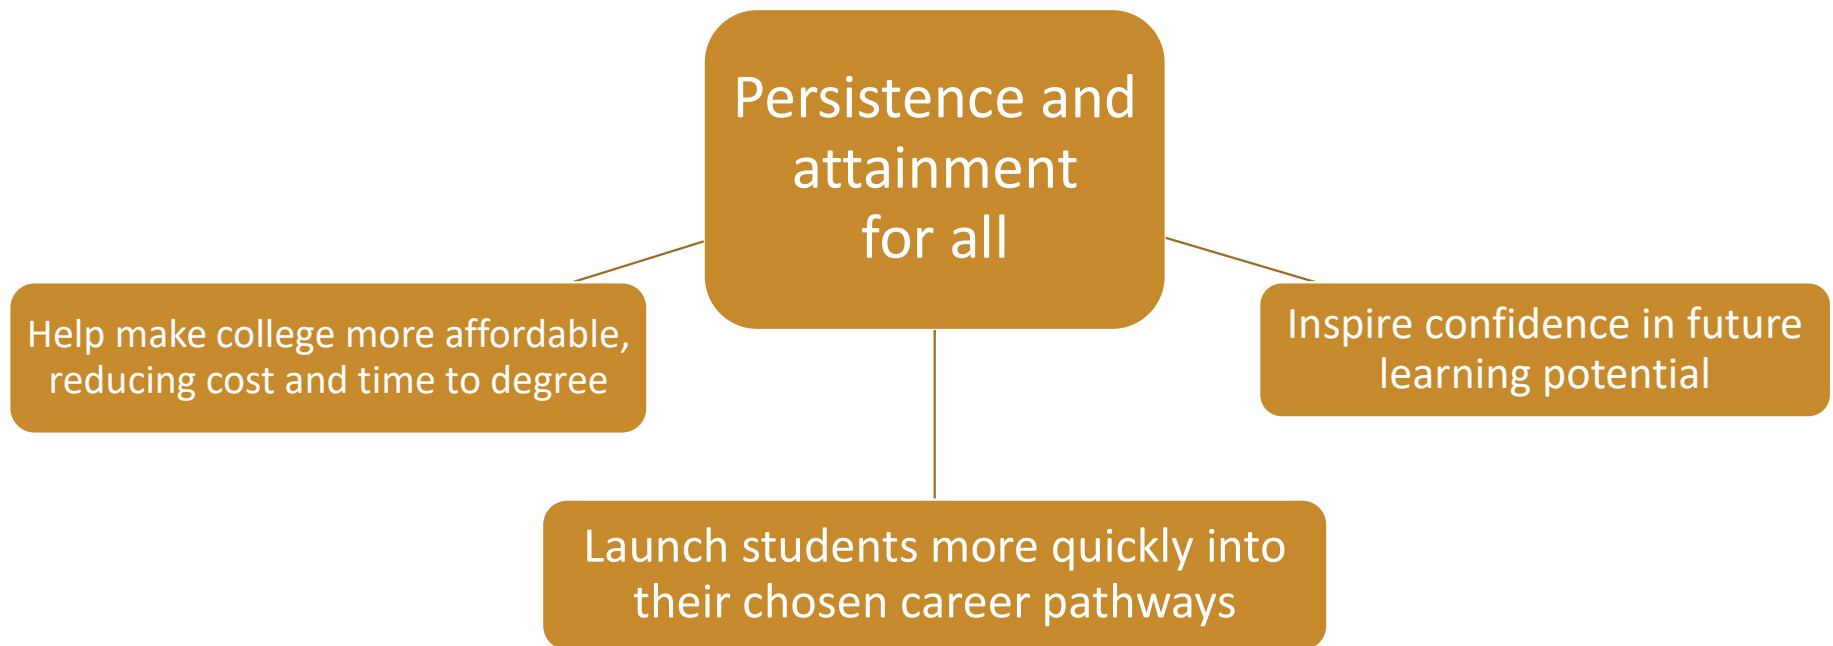 Persistence and
attainment
for all
Help make college more affordable,
reducing cost and time to degree
Inspire confidence in future
learning potential
Launch students more quickly into
their chosen career pathways